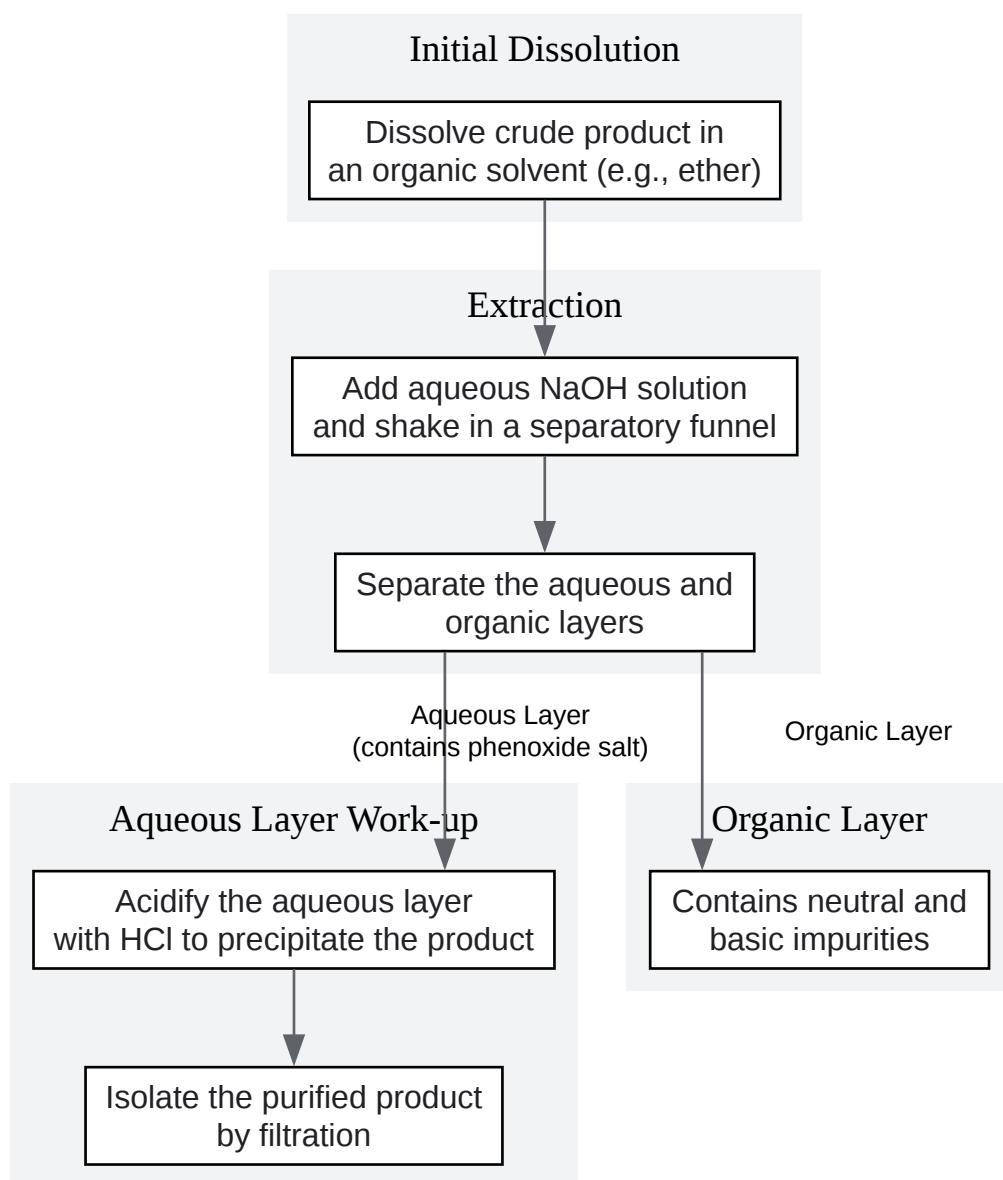 Initial Dissolution
Dissolve crude product in
an organic solvent (e.g., ether)
Extraction
Add aqueous NaOH solution
and shake in a separatory funnel
Separate the aqueous and
organic layers
Aqueous Layer
(contains phenoxide salt)
Organic Layer
Aqueous Layer Work-up
Acidify the aqueous layer
with HCl to precipitate the product
Isolate the purified product
by filtration
Organic Layer
Contains neutral and
basic impurities